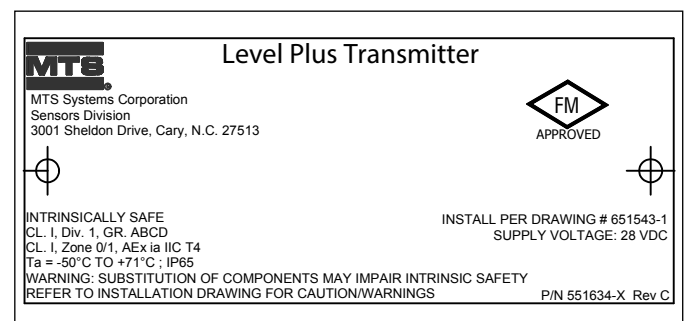 Level Plus Transmitter
MTS
®
MTS Systems Corporation
Sensors Division
3001 Sheldon Drive, Cary, N.C. 27513
FM
APPROVED
INTRINSICALLY SAFE
CL. I, Div. 1, GR. ABCD
CL. I, Zone 0/1, AEx ia IIC T4
Ta = -50°C TO +71°C ; IP65
INSTALL PER DRAWING # 651543-1
SUPPLY VOLTAGE: 28 VDC
WARNING: SUBSTITUTION OF COMPONENTS MAY IMPAIR INTRINSIC SAFETY
REFER TO INSTALLATION DRAWING FOR CAUTION/WARNINGS
P/N 551634-X Rev C